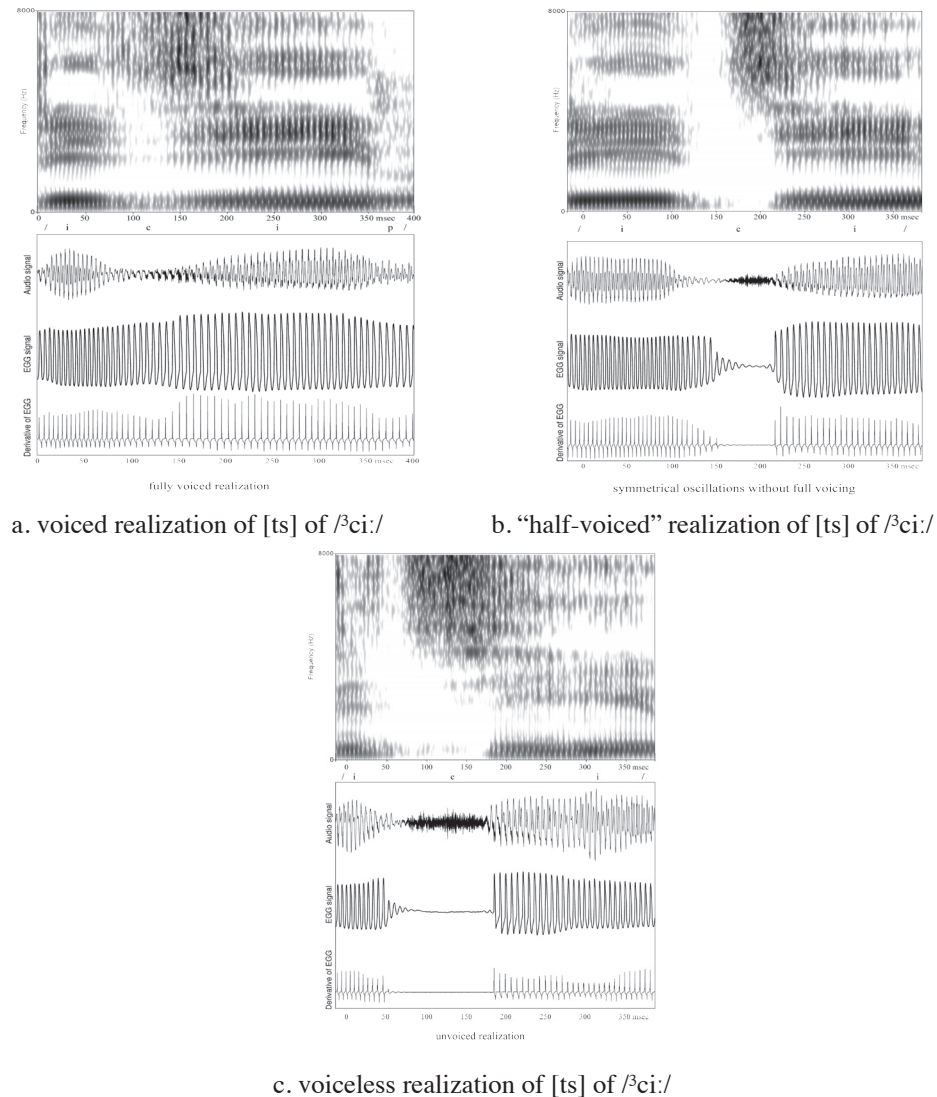 8000
Frequency (Hz)
0
0 50 100 150 200 250 300 350 msec 400
/ i c i p /
Audio signal
EGG signal
Derivative of EGG
0 50 100 150 200 250 300 350 msec 400
fully voiced realization
8000
Frequency (Hz)
0
0 50 100 150 200 250 300 350 msec
/ i c i /
Audio signal
EGG signal
Derivative of EGG
0 50 100 150 200 250 300 350 msec
symmetrical oscillations without full voicing
a. voiced realization of [ts] of /³ciː/
b. “half-voiced” realization of [ts] of /³ciː/
8000
Frequency (Hz)
0
0 50 100 150 200 250 300 350 msec
/ i c i /
Audio signal
EGG signal
Derivative of EGG
0 50 100 150 200 250 300 350 msec
unvoiced realization
c. voiceless realization of [ts] of /³ciː/